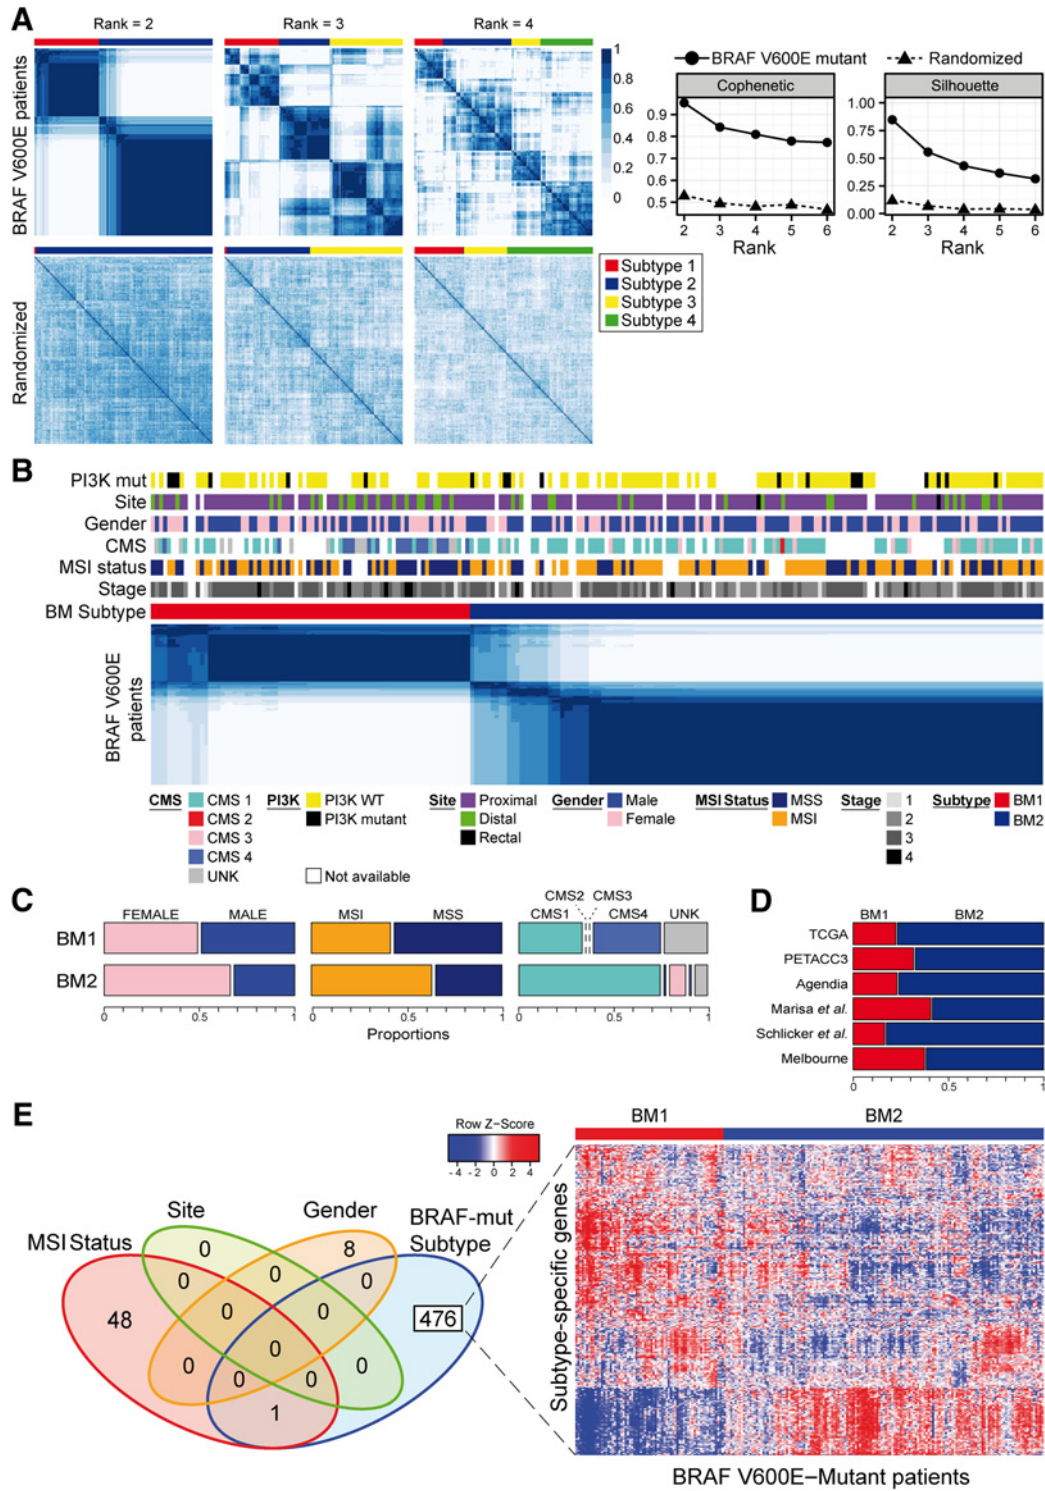 A
Rank = 2
Rank = 3
Rank = 4
BRAF V600E patients
1
0.8
0.6
0.4
0.2
0
BRAF V600E mutant
Randomized
Cophenetic
Silhouette
0.9
0.8
0.7
0.6
0.5
1.00
0.75
0.50
0.25
0.00
2 3 4 5 6
2 3 4 5 6
Rank
Rank
Randomized
Subtype 1
Subtype 2
Subtype 3
Subtype 4
B
PI3K mut
Site
Gender
CMS
MSI status
Stage
BM Subtype
BRAF V600E
patients
CMS
CMS 1
CMS 2
CMS 3
CMS 4
UNK
PI3K
PI3K WT
PI3K mutant
Not available
Site
Proximal
Distal
Rectal
Gender
Male
Female
MSI Status
MSS
MSI
Stage
1
2
3
4
Subtype
BM1
BM2
C
FEMALE
MALE
MSI
MSS
CMS2
CMS3
CMS1
CMS4
UNK
BM1
BM2
0 0.5 1
0 0.5 1
0 0.5 1
Proportions
D
BM1
BM2
TCGA
PETACC3
Agendia
Marisa et al.
Schlicker et al.
Melbourne
0 0.5 1
E
Row Z−Score
-4 -2 0 2 4
BM1
BM2
Site
Gender
MSI Status
BRAF-mut
Subtype
0
8
0
0
0
48
0
0
476
0
0
0
0
0
1
Subtype-specific genes
BRAF V600E−Mutant patients